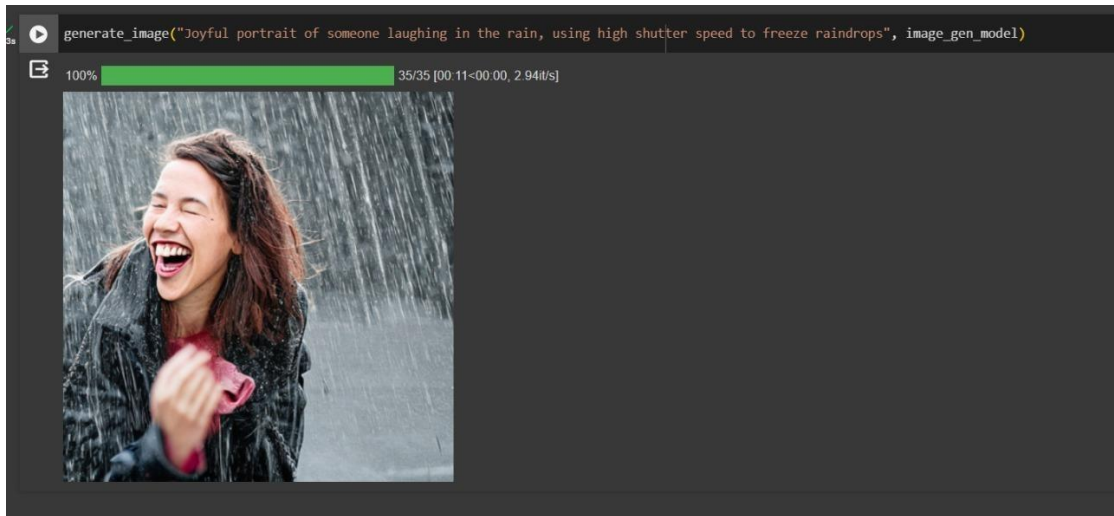 generate_image("Joyful portrait of someone laughing in the rain, using high shutter speed to freeze raindrops", image_gen_model)
3s
100% 35/35 [00:11<00:00, 2.94it/s]